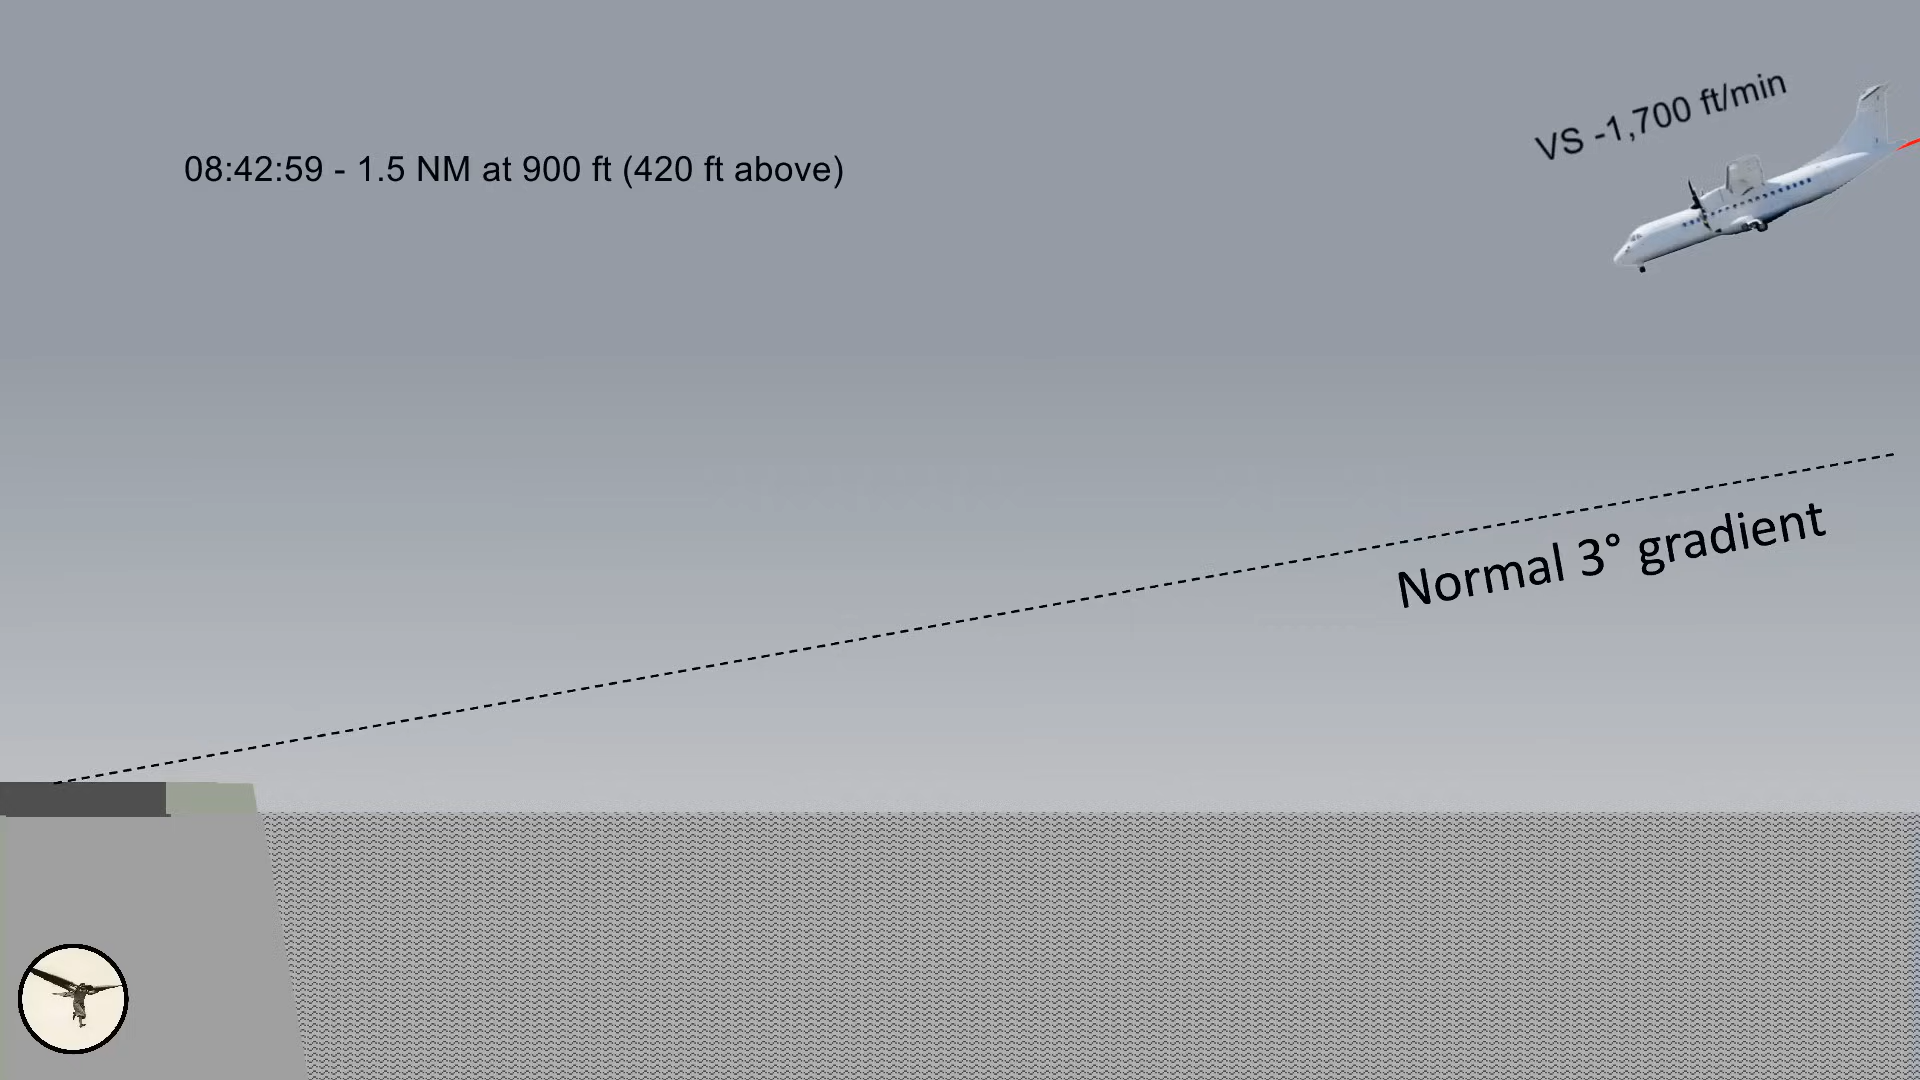 VS -1,700 ft/min
08:42:59 - 1.5 NM at 900 ft (420 ft above)
Normal 3° gradient